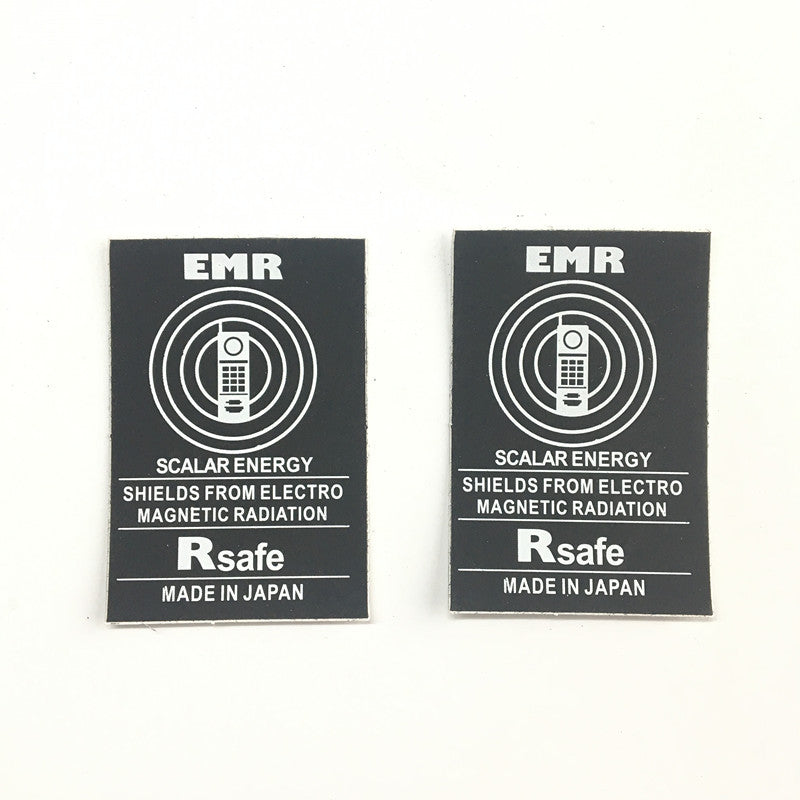 EMR
SCALAR ENERGY
SHIELDS FROM ELECTRO
MAGNETIC RADIATION
Rsafe
MADE IN JAPAN
EMR
SCALAR ENERGY
SHIELDS FROM ELECTRO
MAGNETIC RADIATION
Rsafe
MADE IN JAPAN